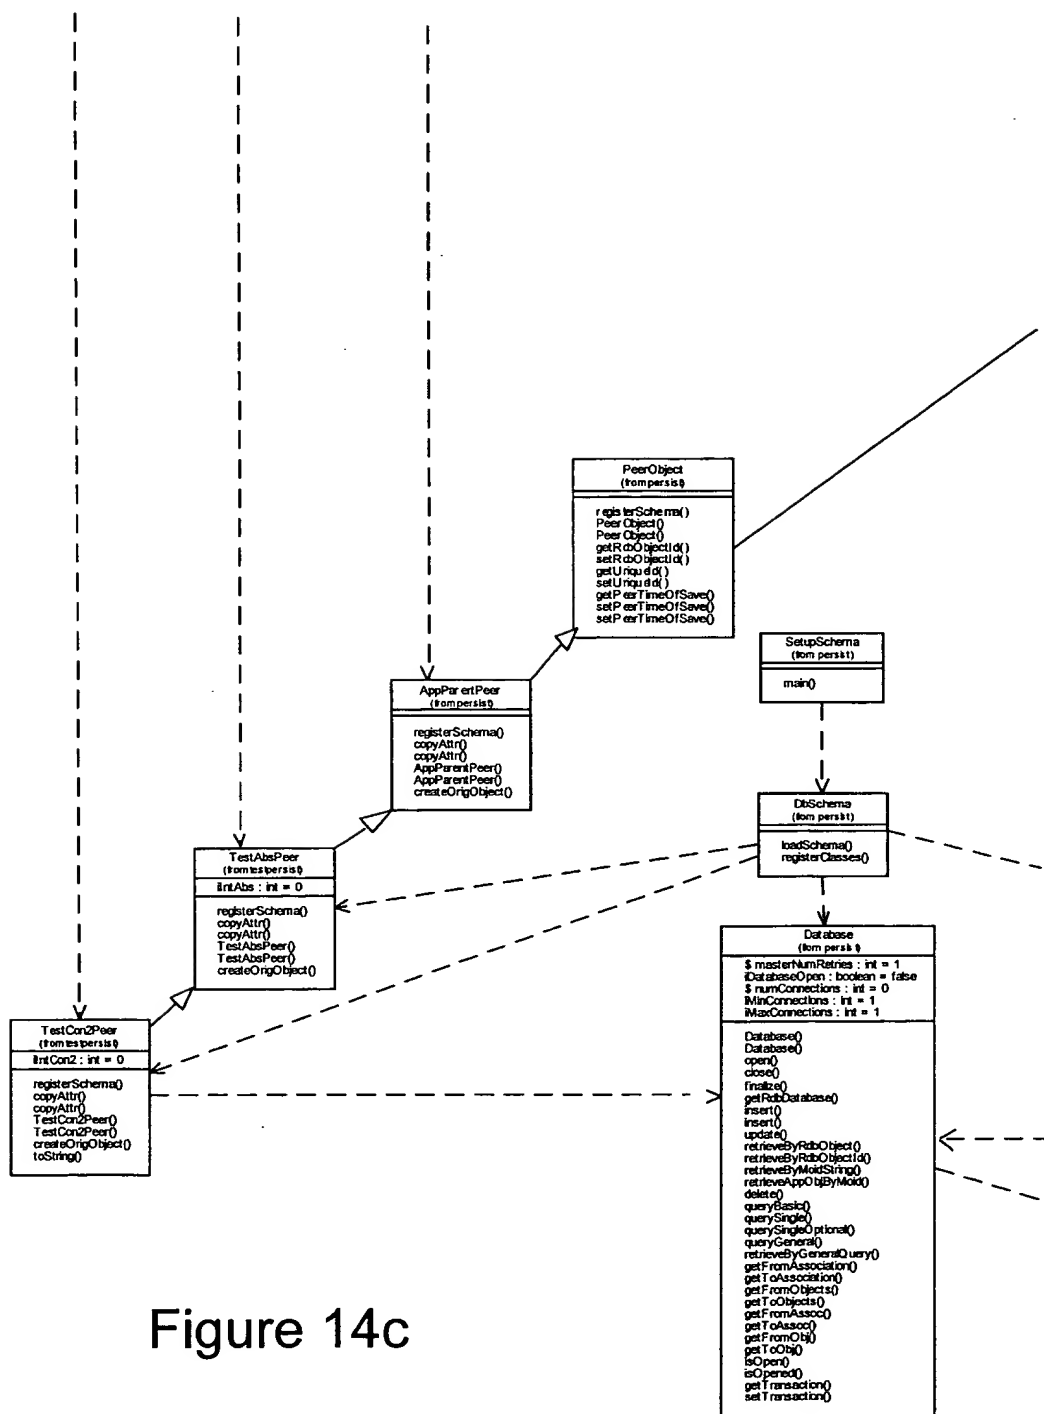 PeerObject
(from persist)
registerSchema()
PeerObject()
PeerObject()
getRdbObjectId()
setRdbObjectId()
getUniqueId()
setUniqueId()
getPeerTimeOfSave()
setPeerTimeOfSave()
setPeerTimeOfSave()
SetupSchema
(from persist)
main()
AppParentPeer
(from persist)
registerSchema()
copyAttr()
copyAttr()
AppParentPeer()
AppParentPeer()
createOrigObject()
DbSchema
(from persist)
loadSchema()
registerClasses()
TestAbsPeer
(from testpersist)
iIntAbs : int = 0
registerSchema()
copyAttr()
copyAttr()
TestAbsPeer()
TestAbsPeer()
createOrigObject()
TestCon2Peer
(from testpersist)
iIntCon2 : int = 0
registerSchema()
copyAttr()
copyAttr()
TestCon2Peer()
TestCon2Peer()
createOrigObject()
toString()
Database
(from persist)
$ masterNumRetries : int = 1
iDatabaseOpen : boolean = false
$ numConnections : int = 0
iMinConnections : int = 1
iMaxConnections : int = 1
Database()
Database()
open()
close()
finalize()
getRdbDatabase()
insert()
insert()
update()
retrieveByRdbObject()
retrieveByRdbObjectId()
retrieveByMoidString()
retrieveAppObjByMoid()
delete()
queryBasic()
querySingle()
querySingleOptional()
queryGeneral()
retrieveByGeneralQuery()
getFromAssociation()
getToAssociation()
getFromObjects()
getToObjects()
getFromAssoc()
getToAssoc()
getFromObj()
getToObj()
isOpen()
isOpened()
getTransaction()
setTransaction()
Figure 14c